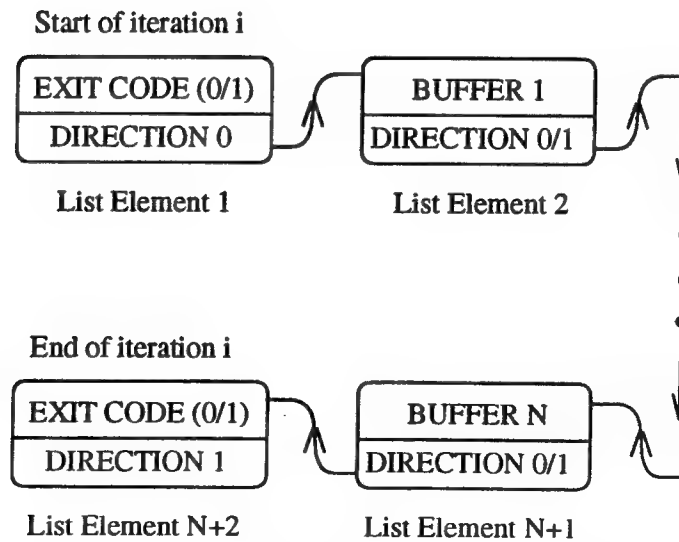 Start of iteration i
EXIT CODE (0/1)
DIRECTION 0
List Element 1
BUFFER 1
DIRECTION 0/1
List Element 2
End of iteration i
EXIT CODE (0/1)
DIRECTION 1
List Element N+2
BUFFER N
DIRECTION 0/1
List Element N+1